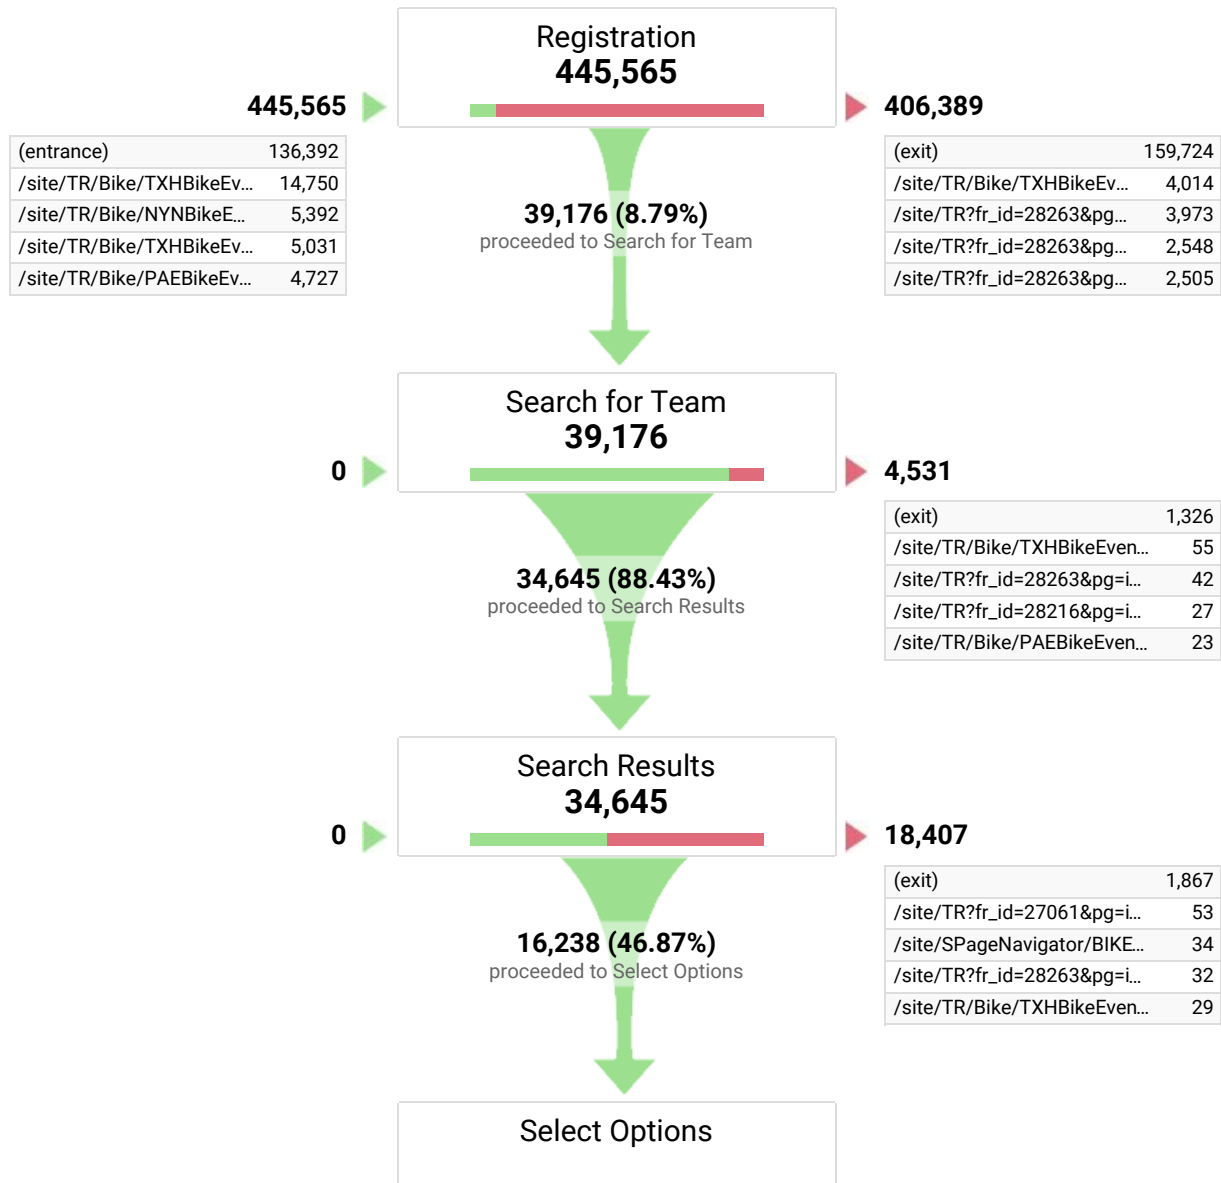 Registration
445,565
445,565
406,389
(entrance) 136,392
/site/TR/Bike/TXHBikeEv... 14,750
/site/TR/Bike/NYNBikeE... 5,392
/site/TR/Bike/TXHBikeEv... 5,031
/site/TR/Bike/PAEBikeEv... 4,727
(exit) 159,724
/site/TR/Bike/TXHBikeEv... 4,014
/site/TR?fr_id=28263&pg... 3,973
/site/TR?fr_id=28263&pg... 2,548
/site/TR?fr_id=28263&pg... 2,505
39,176 (8.79%)
proceeded to Search for Team
Search for Team
39,176
0
4,531
(exit) 1,326
/site/TR/Bike/TXHBikeEven... 55
/site/TR?fr_id=28263&pg=i... 42
/site/TR?fr_id=28216&pg=i... 27
/site/TR/Bike/PAEBikeEven... 23
34,645 (88.43%)
proceeded to Search Results
Search Results
34,645
0
18,407
(exit) 1,867
/site/TR?fr_id=27061&pg=i... 53
/site/SPageNavigator/BIKE... 34
/site/TR?fr_id=28263&pg=i... 32
/site/TR/Bike/TXHBikeEven... 29
16,238 (46.87%)
proceeded to Select Options
Select Options